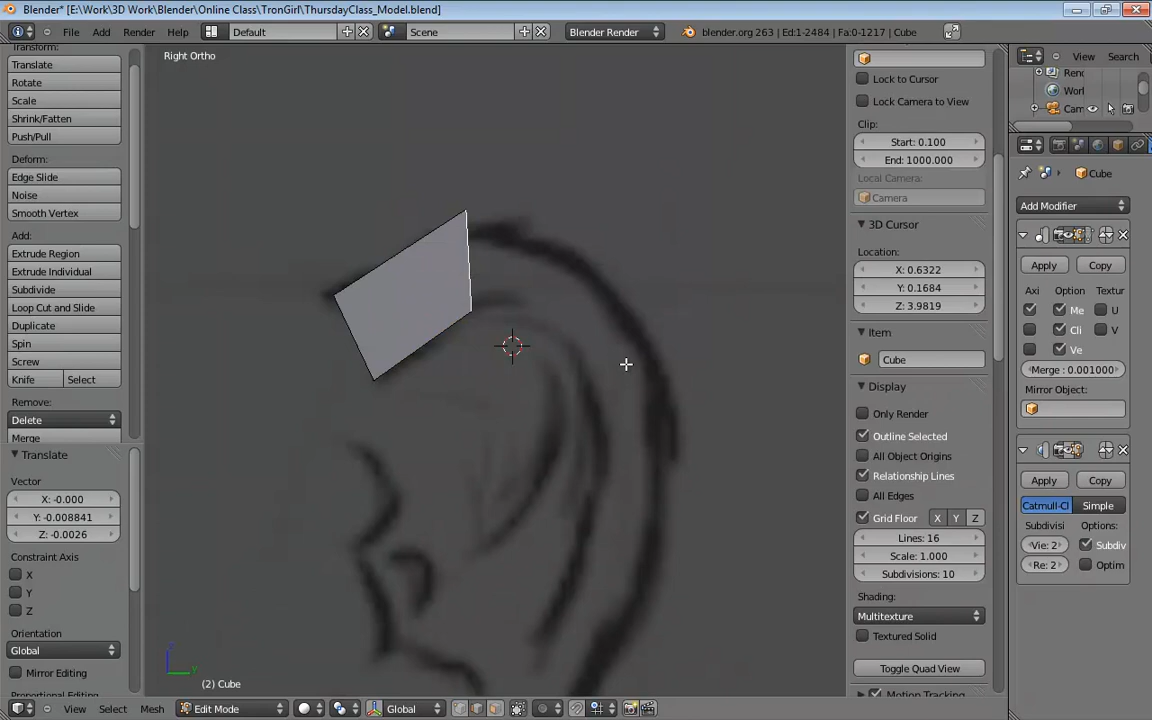 Blender* [E:\Work\3D Work\Blender\Online Class\TronGirl\ThursdayClass_Model.blend]
File Add Render Help Default Scene Blender Render blender.org 263 | Ed:1-2484 | Fa:0-1217 | Cube
View Search
Transform:
Translate
Rotate
Scale
Shrink/Fatten
Push/Pull
Deform:
Edge Slide
Noise
Smooth Vertex
Add:
Extrude Region
Extrude Individual
Subdivide
Loop Cut and Slide
Duplicate
Spin
Screw
Knife Select
Remove:
Delete
Merge
Translate
Vector
X: -0.000
Y: -0.008841
Z: -0.0026
Constraint Axis
X
Y
Z
Orientation
Global
Mirror Editing
Proportional Editing
Right Ortho
(2) Cube
View Select Mesh Edit Mode Global
Lock to Cursor
Lock Camera to View
Clip:
Start: 0.100
End: 1000.000
Local Camera:
Camera
3D Cursor
Location:
X: 0.6322
Y: 0.1684
Z: 3.9819
Item
Cube
Display
Only Render
Outline Selected
All Object Origins
Relationship Lines
All Edges
Grid Floor X Y Z
Lines: 16
Scale: 1.000
Subdivisions: 10
Shading:
Multitexture
Textured Solid
Toggle Quad View
Motion Tracking
Rend
Worl
Cam
Cube
Add Modifier
Apply Copy
Axi Option Textur
Me U
Cli V
Ve
Merge : 0.001000
Mirror Object:
Apply Copy
Catmull-Cl Simple
Subdivisi Options:
Vie: 2 Subdiv
Re: 2 Optim